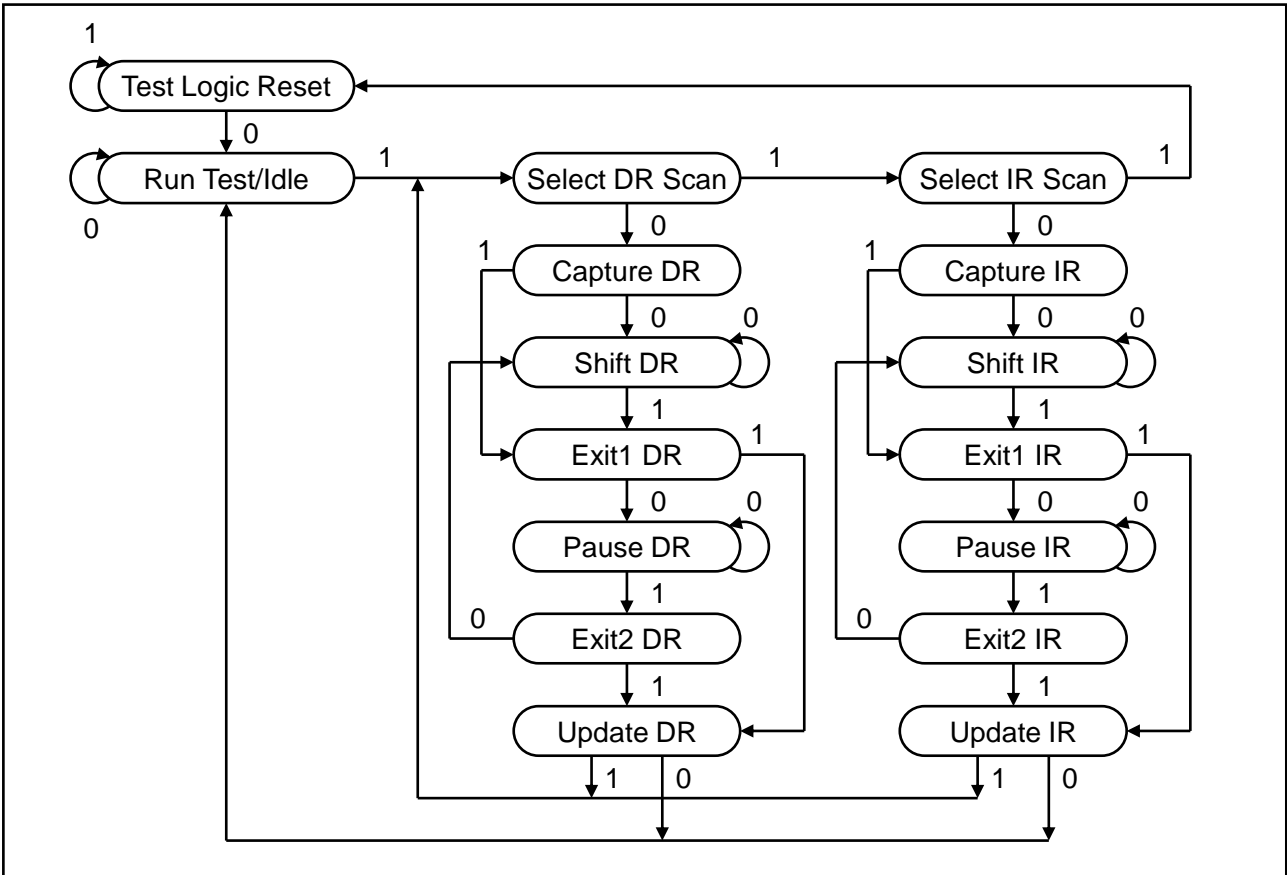 1
Test Logic Reset
0
Run Test/Idle
1
Select DR Scan
1
Select IR Scan
1
0
0
0
1
Capture DR
1
Capture IR
0
0
0
0
Shift DR
Shift IR
1
1
Exit1 DR
1
Exit1 IR
1
0
0
0
0
Pause DR
Pause IR
1
1
0
Exit2 DR
0
Exit2 IR
1
1
Update DR
Update IR
1
0
1
0